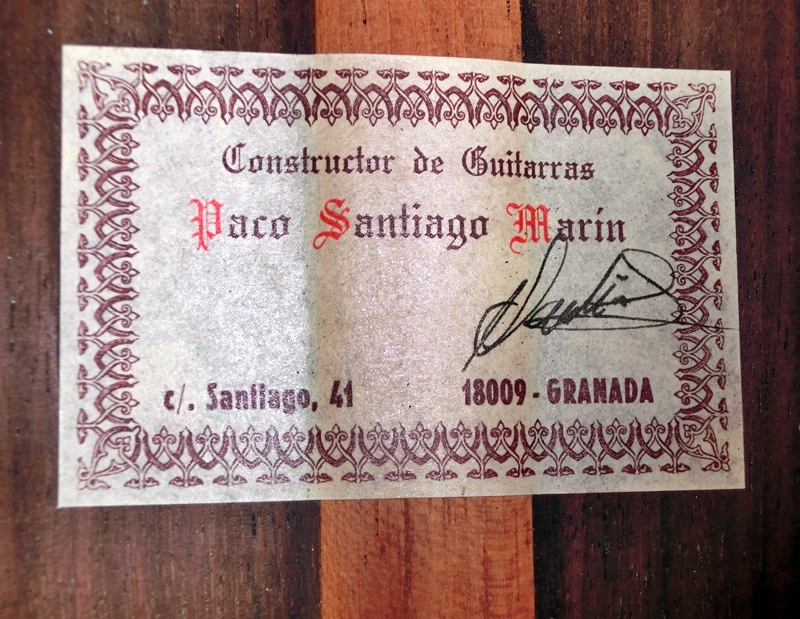 Constructor de Guitarras
Paco Santiago Marin
c/. Santiago, 41
18009 - GRANADA